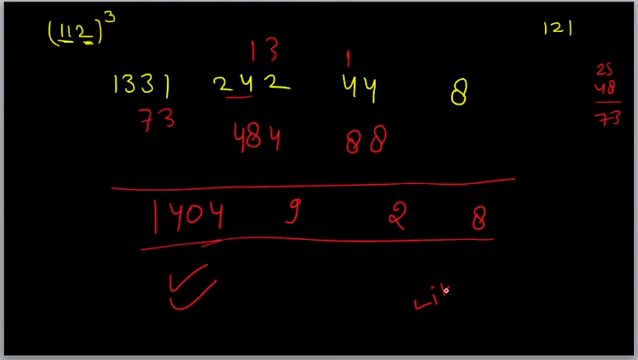 (112)³ 121
13 1 25
1331 242 44 8 48
73 484 88 73
1404 9 2 8